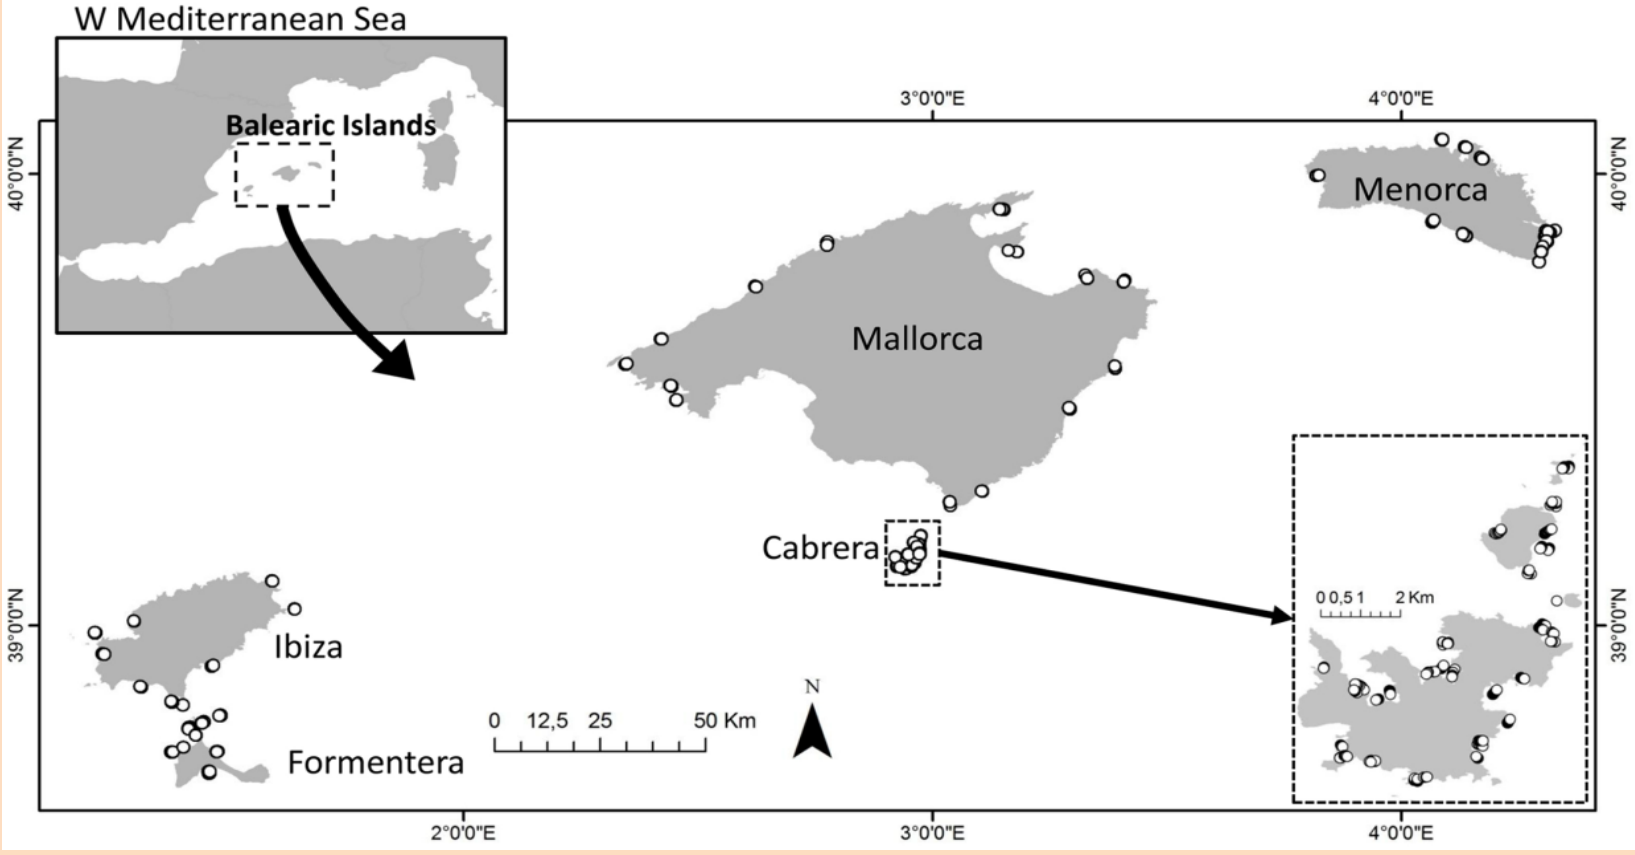 W Mediterranean Sea
Balearic Islands
3°0'0"E
4°0'0"E
40°0'0"N
40°0'0"N
Menorca
Mallorca
Cabrera
0 0,5 1 2 Km
39°0'0"N
39°0'0"N
Ibiza
N
0 12,5 25 50 Km
Formentera
2°0'0"E
3°0'0"E
4°0'0"E